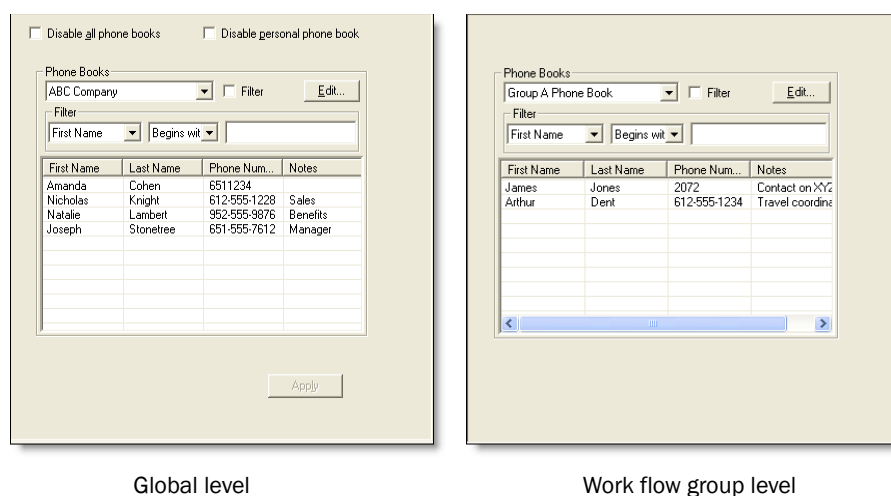 Disable all phone books Disable personal phone book
Phone Books
ABC Company Filter Edit...
Filter
First Name Begins wit
First Name Last Name Phone Num... Notes
Amanda Cohen 6511234
Nicholas Knight 612-555-1228 Sales
Natalie Lambert 952-555-9876 Benefits
Joseph Stonetree 651-555-7612 Manager
Apply
Global level
Phone Books
Group A Phone Book Filter Edit...
Filter
First Name Begins wit
First Name Last Name Phone Num... Notes
James Jones 2072 Contact on XYZ
Arthur Dent 612-555-1234 Travel coordina
Work flow group level